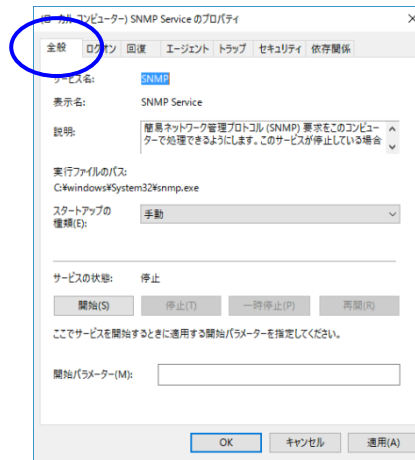 (ローカル コンピューター) SNMP Service のプロパティ
全般 ログオン 回復 エージェント トラップ セキュリティ 依存関係
サービス名: SNMP
表示名: SNMP Service
説明: 簡易ネットワーク管理プロトコル (SNMP) 要求をこのコンピュー
ターで処理できるようにします。このサービスが停止している場合
実行ファイルのパス:
C:¥windows¥System32¥snmp.exe
スタートアップの
種類(E): 手動
サービスの状態: 停止
開始(S) 停止(T) 一時停止(P) 再開(R)
ここでサービスを開始するときに適用する開始パラメーターを指定してください。
開始パラメーター(M):
OK キャンセル 適用(A)